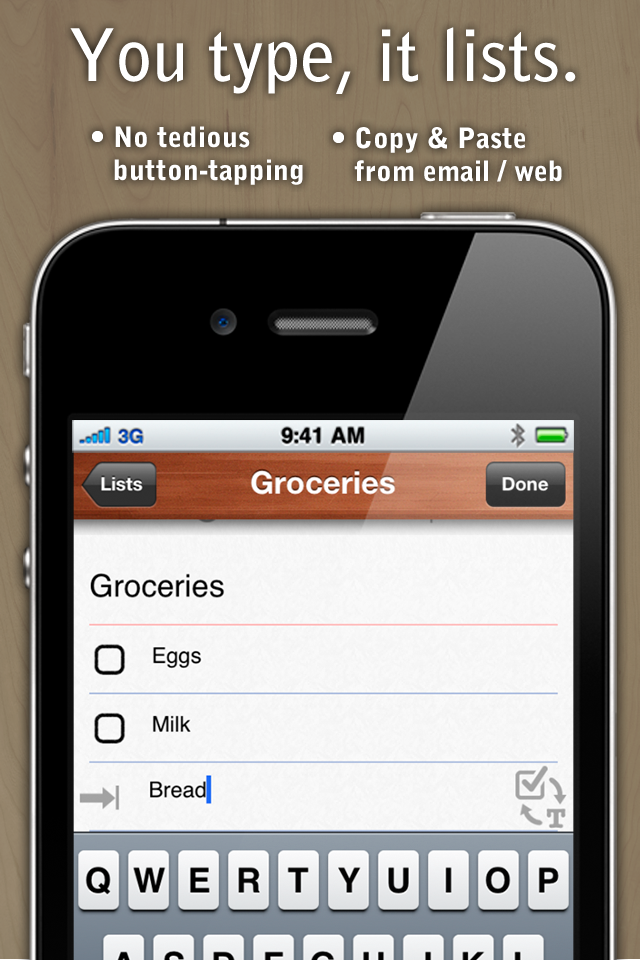 You type, it lists.
• No tedious
button-tapping
• Copy & Paste
from email / web
3G 9:41 AM
Lists Groceries Done
Groceries
Eggs
Milk
Bread
T
Q W E R T Y U I O P
A S D F G H J K L